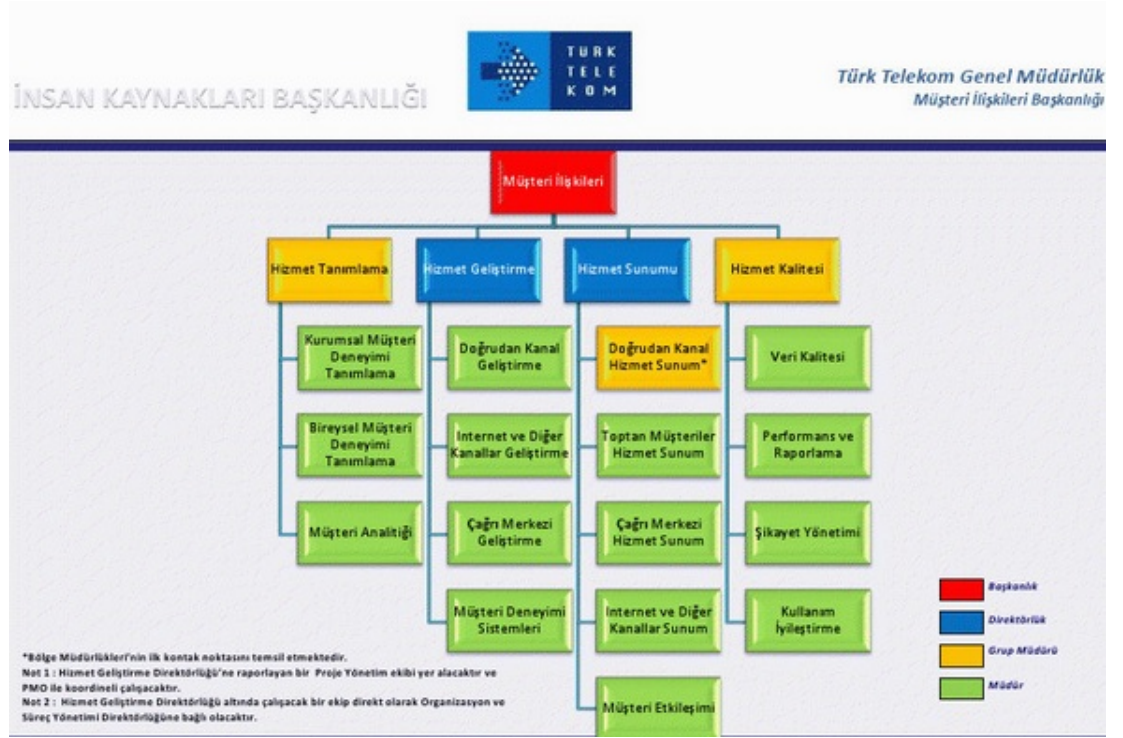 İNSAN KAYNAKLARI BAŞKANLIĞI
TÜRK
TELE
KOM
Türk Telekom Genel Müdürlük
Müşteri İlişkileri Başkanlığı
Müşteri İlişkileri
Hizmet Tanımlama
Hizmet Geliştirme
Hizmet Sunumu
Hizmet Kalitesi
Kurumsal Müşteri
Deneyimi
Tanımlama
Bireysel Müşteri
Deneyimi
Tanımlama
Müşteri Analitiği
Doğrudan Kanal
Geliştirme
Internet ve Diğer
Kanallar Geliştirme
Çağrı Merkezi
Geliştirme
Müşteri Deneyimi
Sistemleri
Doğrudan Kanal
Hizmet Sunum*
Toptan Müşteriler
Hizmet Sunum
Çağrı Merkezi
Hizmet Sunum
Internet ve Diğer
Kanallar Sunum
Müşteri Etkileşimi
Veri Kalitesi
Performans ve
Raporlama
Şikayet Yönetimi
Kullanım
İyileştirme
Başkanlık
Direktörlük
Grup Müdürü
Müdür
*Bölge Müdürlükleri'nin ilk kontak noktasını temsil etmektedir.
Not 1 : Hizmet Geliştirme Direktörlüğü'ne raporlayan bir Proje Yönetim ekibi yer alacaktır ve
PMO ile koordineli çalışacaktır.
Not 2 : Hizmet Geliştirme Direktörlüğü altında çalışacak bir ekip direkt olarak Organizasyon ve
Süreç Yönetimi Direktörlüğüne bağlı olacaktır.